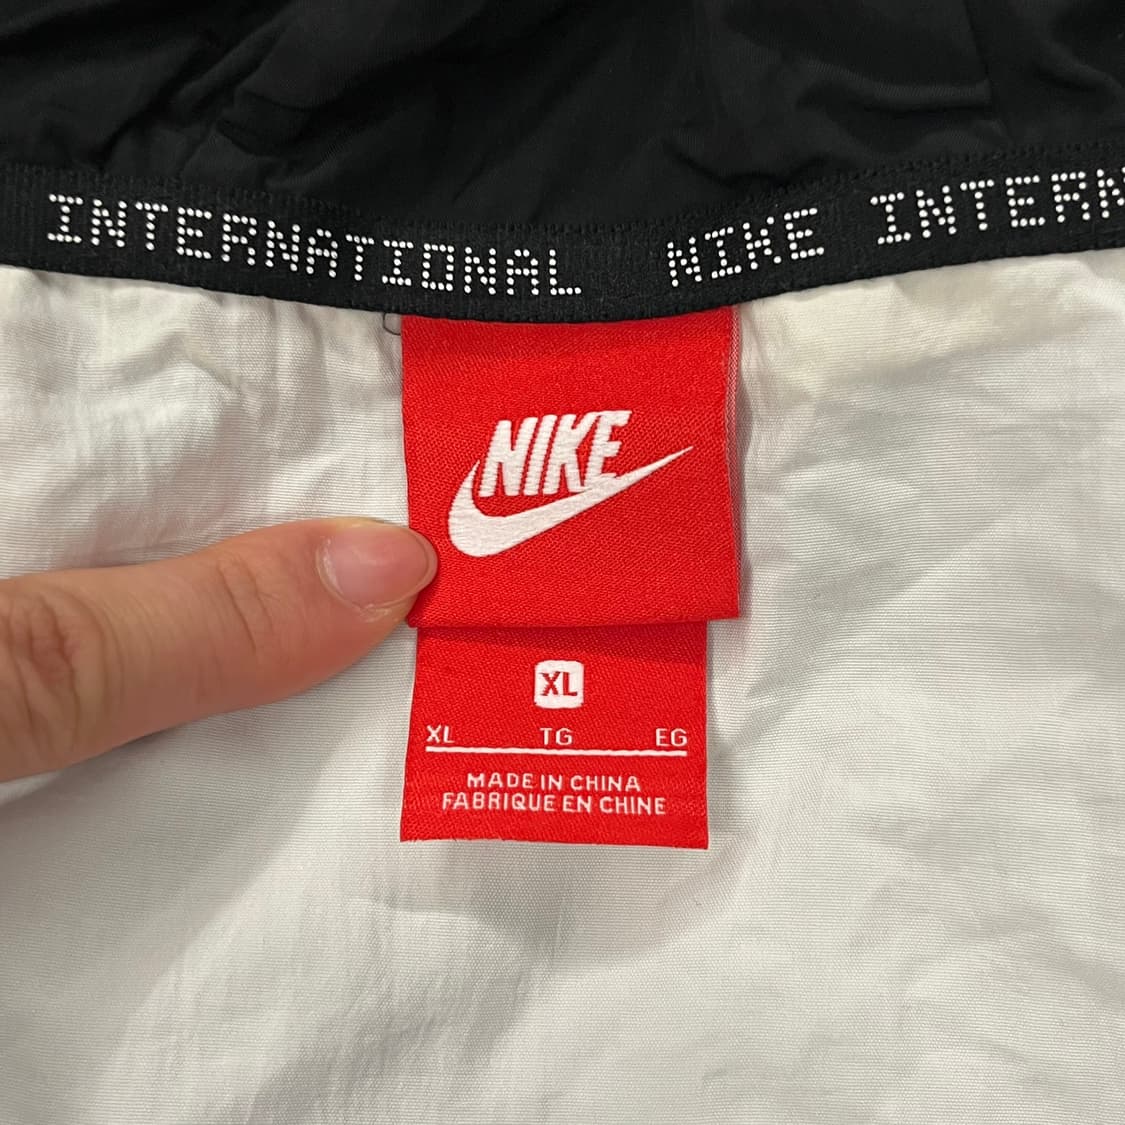 INTERNATIONAL NIKE INTERN
NIKE
XL
XL TG EG
MADE IN CHINA
FABRIQUE EN CHINE